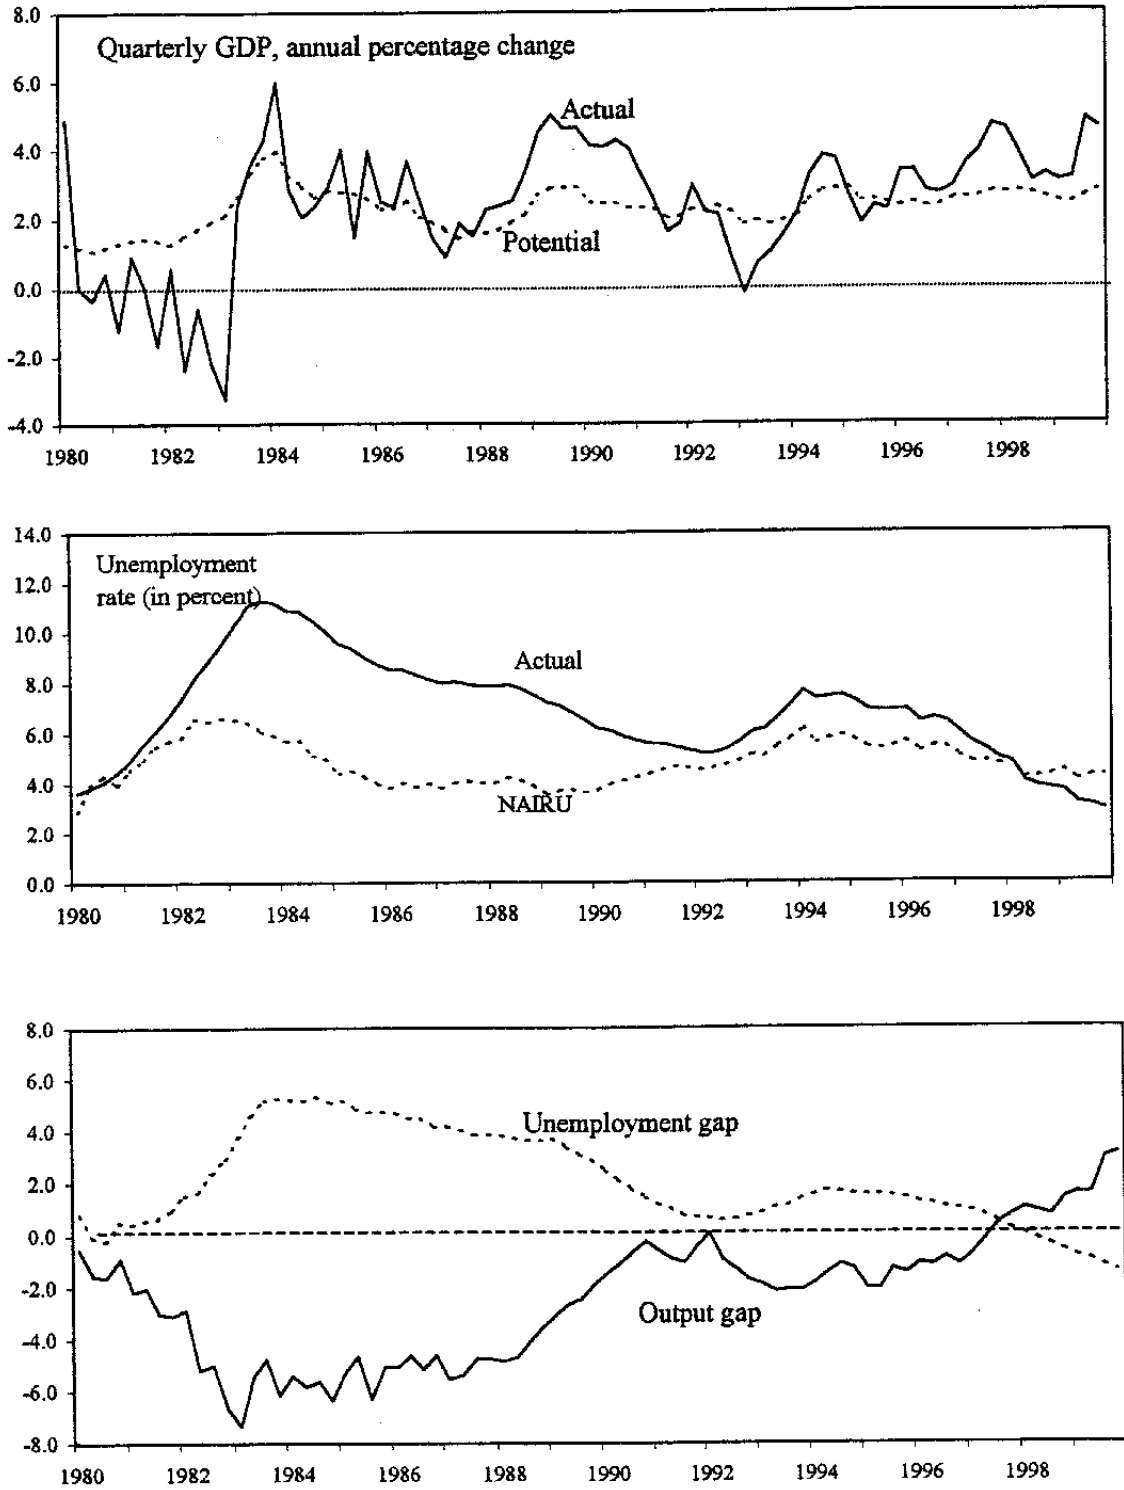 8.0
Quarterly GDP, annual percentage change
6.0
Actual
4.0
2.0
Potential
0.0
-2.0
-4.0
1980 1982 1984 1986 1988 1990 1992 1994 1996 1998
14.0
Unemployment
12.0
rate (in percent)
10.0
Actual
8.0
6.0
4.0
NAIRU
2.0
0.0
1980 1982 1984 1986 1988 1990 1992 1994 1996 1998
8.0
6.0
Unemployment gap
4.0
2.0
0.0
-2.0
Output gap
-4.0
-6.0
-8.0
1980 1982 1984 1986 1988 1990 1992 1994 1996 1998